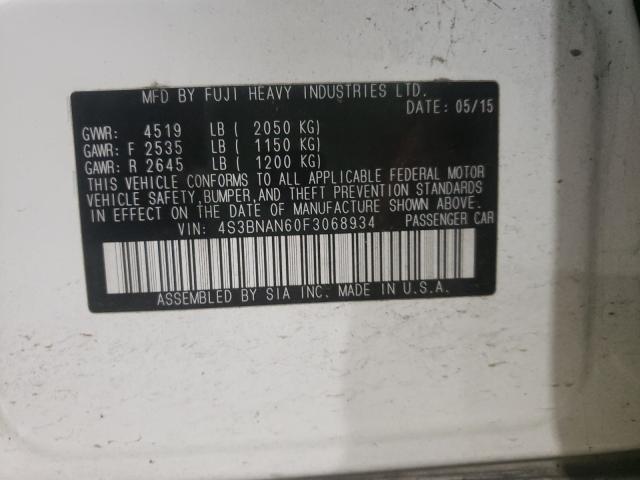 MFD BY FUJI HEAVY INDUSTRIES LTD.
DATE: 05/15
GVWR: 4519 LB ( 2050 KG)
GAWR: F 2535 LB ( 1150 KG)
GAWR: R 2645 LB ( 1200 KG)
THIS VEHICLE CONFORMS TO ALL APPLICABLE FEDERAL MOTOR
VEHICLE SAFETY,BUMPER,AND THEFT PREVENTION STANDARDS
IN EFFECT ON THE DATE OF MANUFACTURE SHOWN ABOVE.
VIN: 4S3BNAN60F3068934 PASSENGER CAR
ASSEMBLED BY SIA INC. MADE IN U.S.A.